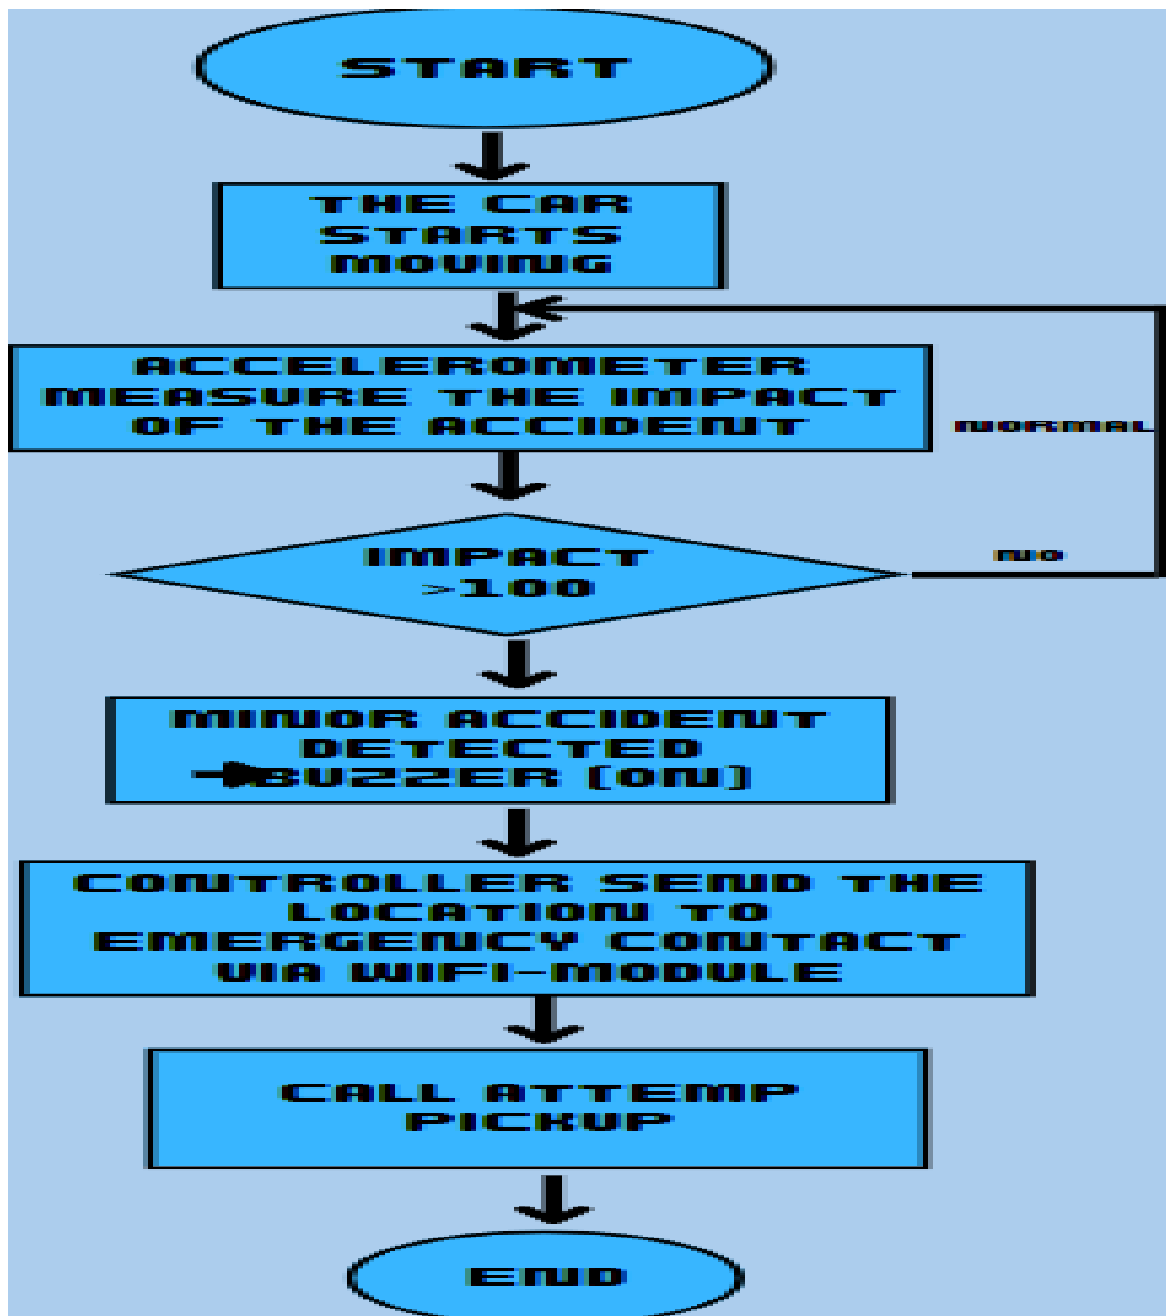 START
THE CAR
STARTS
MOVING
ACCELEROMETER
MEASURE THE IMPACT
OF THE ACCIDENT
NORMAL
IMPACT
>100
NO
MINOR ACCIDENT
DETECTED
BUZZER (ON)
CONTROLLER SEND THE
LOCATION TO
EMERGENCY CONTACT
VIA WIFI-MODULE
CALL ATTEMP
PICKUP
END